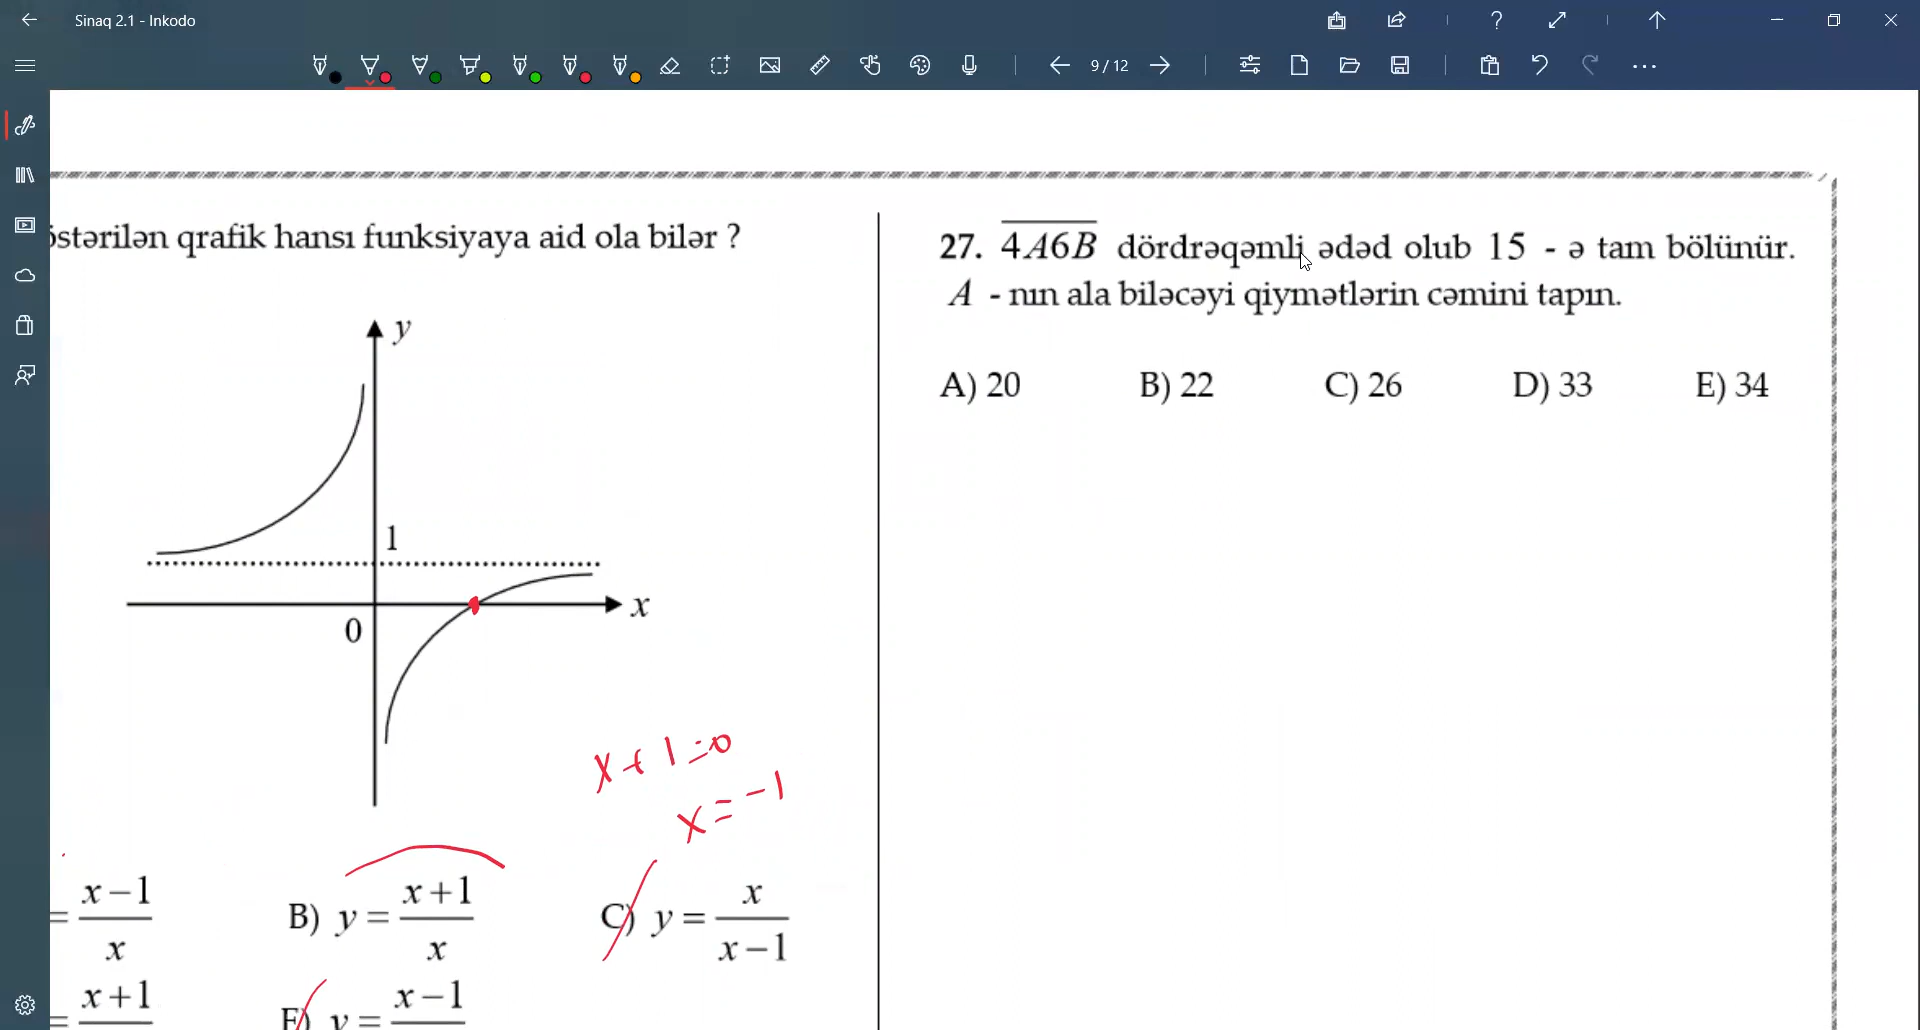 Sinaq 2.1 - Inkodo
9 / 12
östərilən qrafik hansı funksiyaya aid ola bilər ?
y
1
x
0
x+1=0
x=-1
= x−1/x
B) y = x+1/x
C) y = x/x−1
= x+1
E) y = x−1
27. 4A6B dördrəqəmli ədəd olub 15 - ə tam bölünür.
A - nın ala biləcəyi qiymətlərin cəmini tapın.
A) 20 B) 22 C) 26 D) 33 E) 34